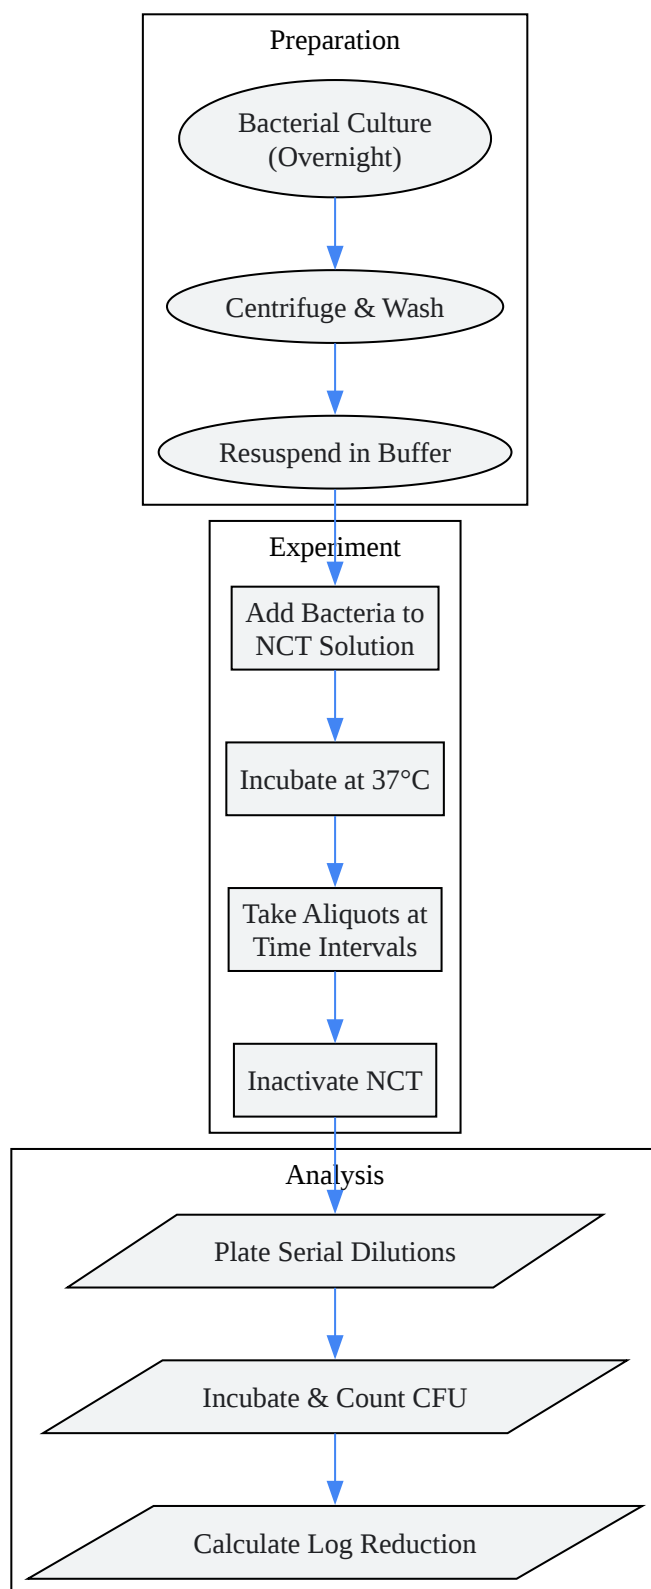 Preparation
Bacterial Culture
(Overnight)
Centrifuge & Wash
Resuspend in Buffer
Experiment
Add Bacteria to
NCT Solution
Incubate at 37°C
Take Aliquots at
Time Intervals
Inactivate NCT
Analysis
Plate Serial Dilutions
Incubate & Count CFU
Calculate Log Reduction